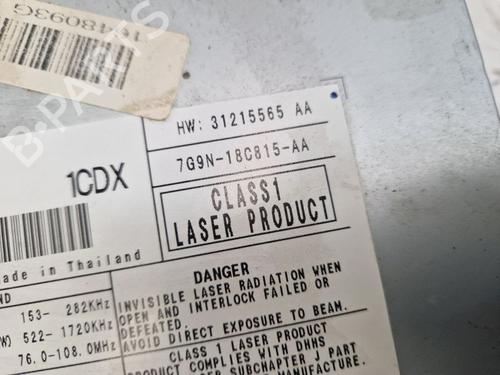 1418093G
B-PARTS
HW: 31215565 AA
7G9N-18C815-AA
1CDX
CLASS1
LASER PRODUCT
ade in Thailand
ND
153- 282KHz
W) 522-1720KHz
76.0-108.0MHz
DANGER
INVISIBLE LASER RADIATION WHEN
OPEN AND INTERLOCK FAILED OR
DEFEATED.
AVOID DIRECT EXPOSURE TO BEAM.
CLASS 1 LASER PRODUCT
PRODUCT COMPLIES WITH DHHS
SUBCHAPTER J PART